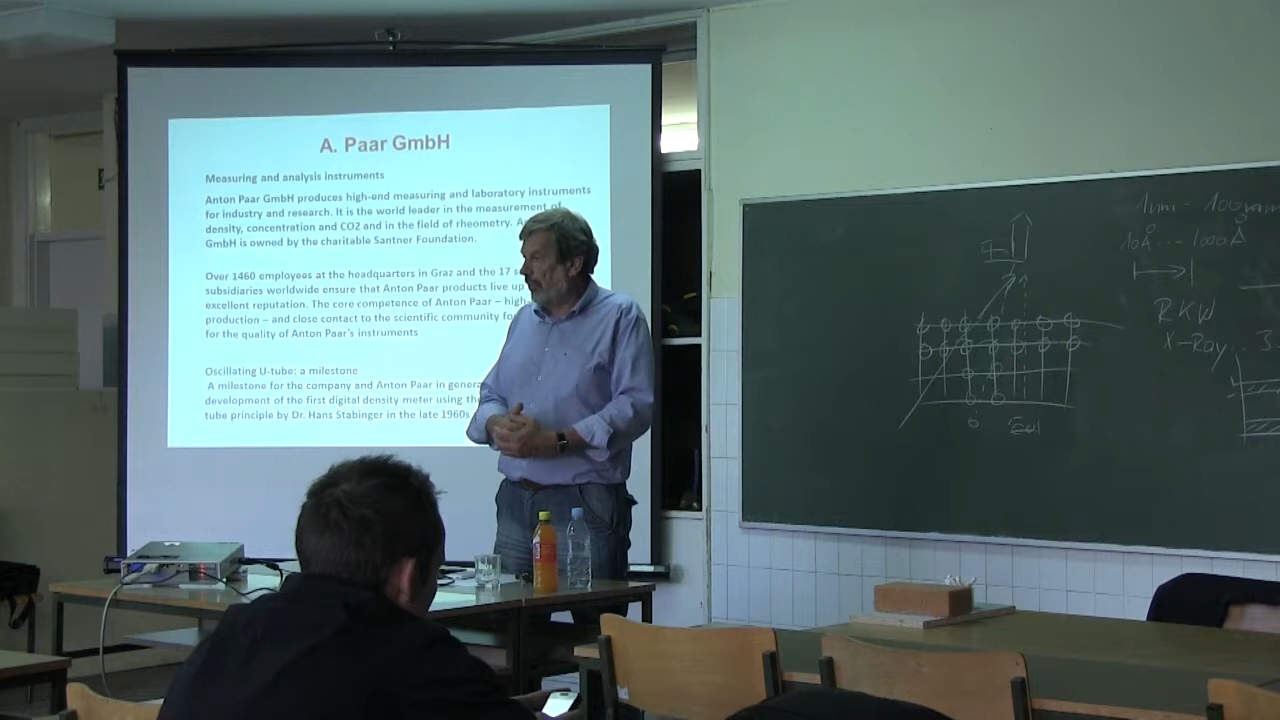 A. Paar GmbH
Measuring and analysis instruments
Anton Paar GmbH produces high-end measuring and laboratory instruments
for industry and research. It is the world leader in the measurement of
density, concentration and CO2 and in the field of rheometry.
GmbH is owned by the charitable Santner Foundation.
Over 1460 employees at the headquarters in Graz and the 17
subsidiaries worldwide ensure that Anton Paar products live up
excellent reputation. The core competence of Anton Paar – high-
production – and close contact to the scientific community
for the quality of Anton Paar's instruments
Oscillating U-tube: a milestone
A milestone for the company and Anton Paar in
development of the first digital density meter using the
tube principle by Dr. Hans Stabinger in the late 1960s
1nm - 100
10Å ... 1000Å
RKW
X-Ray .. 3